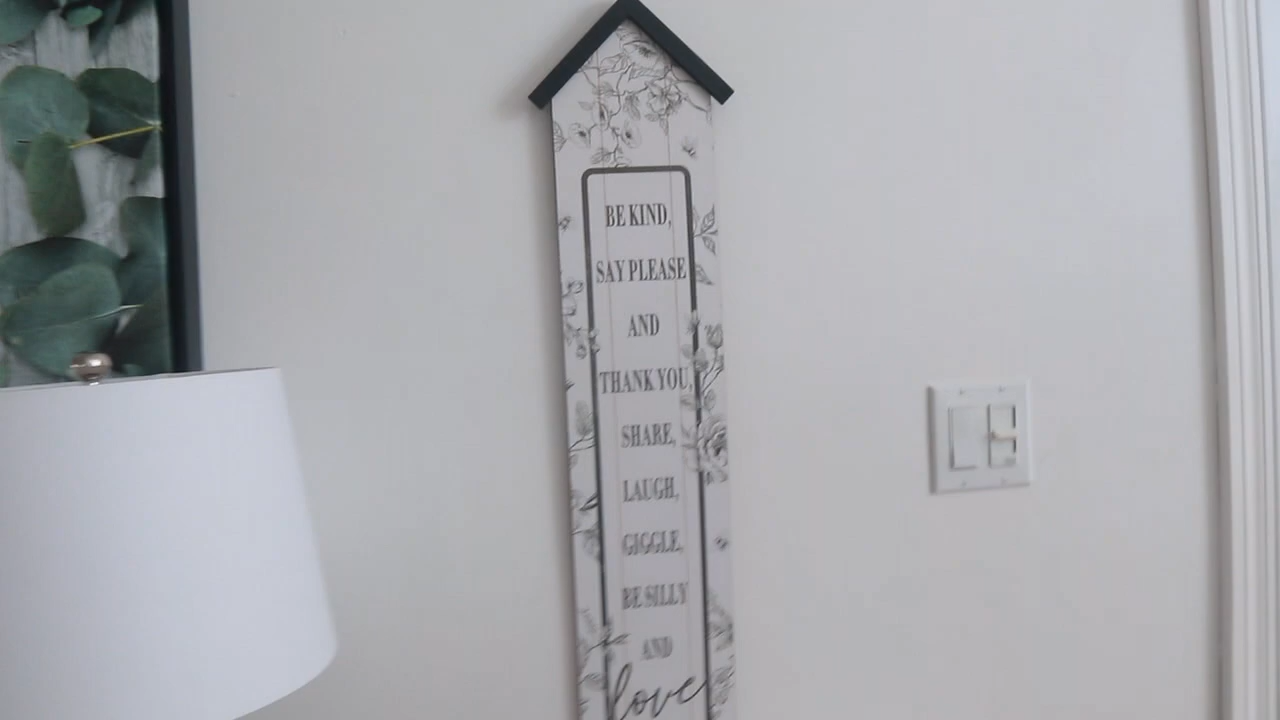 BE KIND,
SAY PLEASE
AND
THANK YOU,
SHARE,
LAUGH,
GIGGLE,
BE SILLY
AND
love